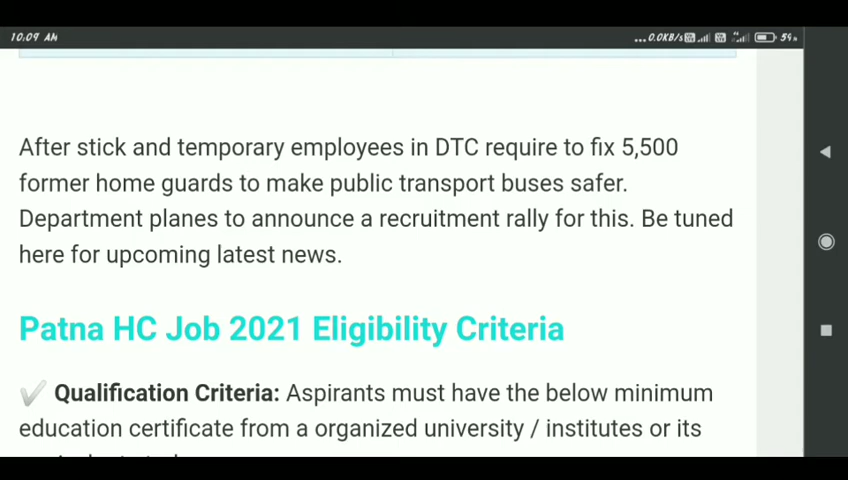 10:09 AM
...0.0KB/s
59
After stick and temporary employees in DTC require to fix 5,500
former home guards to make public transport buses safer.
Department planes to announce a recruitment rally for this. Be tuned
here for upcoming latest news.
Patna HC Job 2021 Eligibility Criteria
Qualification Criteria: Aspirants must have the below minimum
education certificate from a organized university / institutes or its